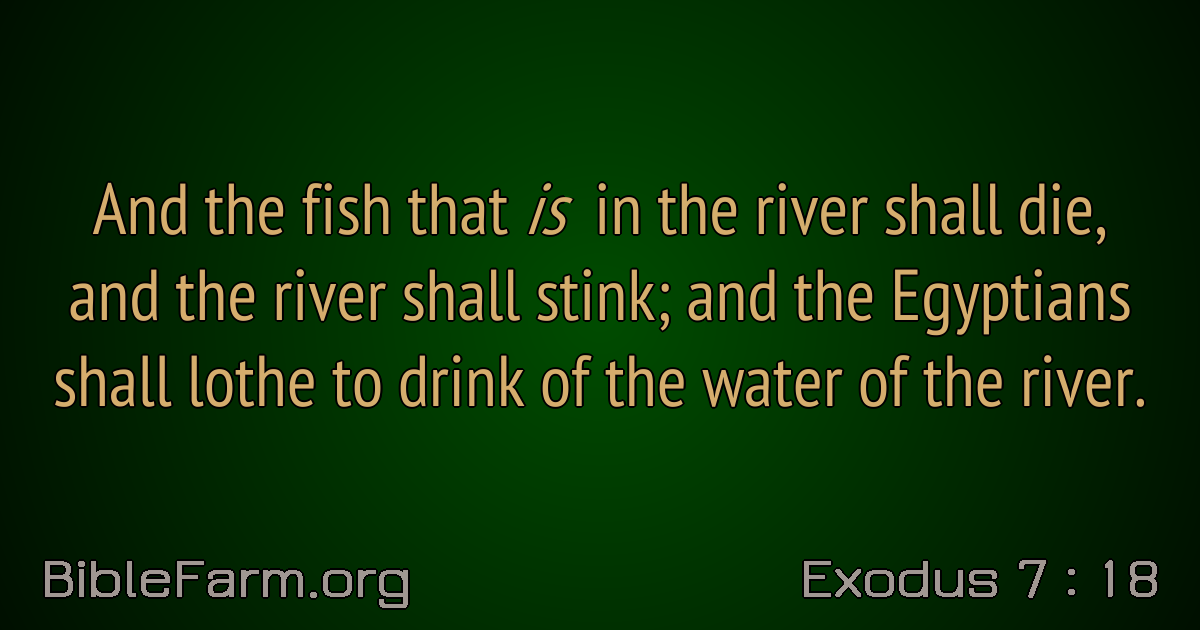 And the fish that is in the river shall die,
and the river shall stink; and the Egyptians
shall lothe to drink of the water of the river.
BibleFarm.org
Exodus 7 : 18